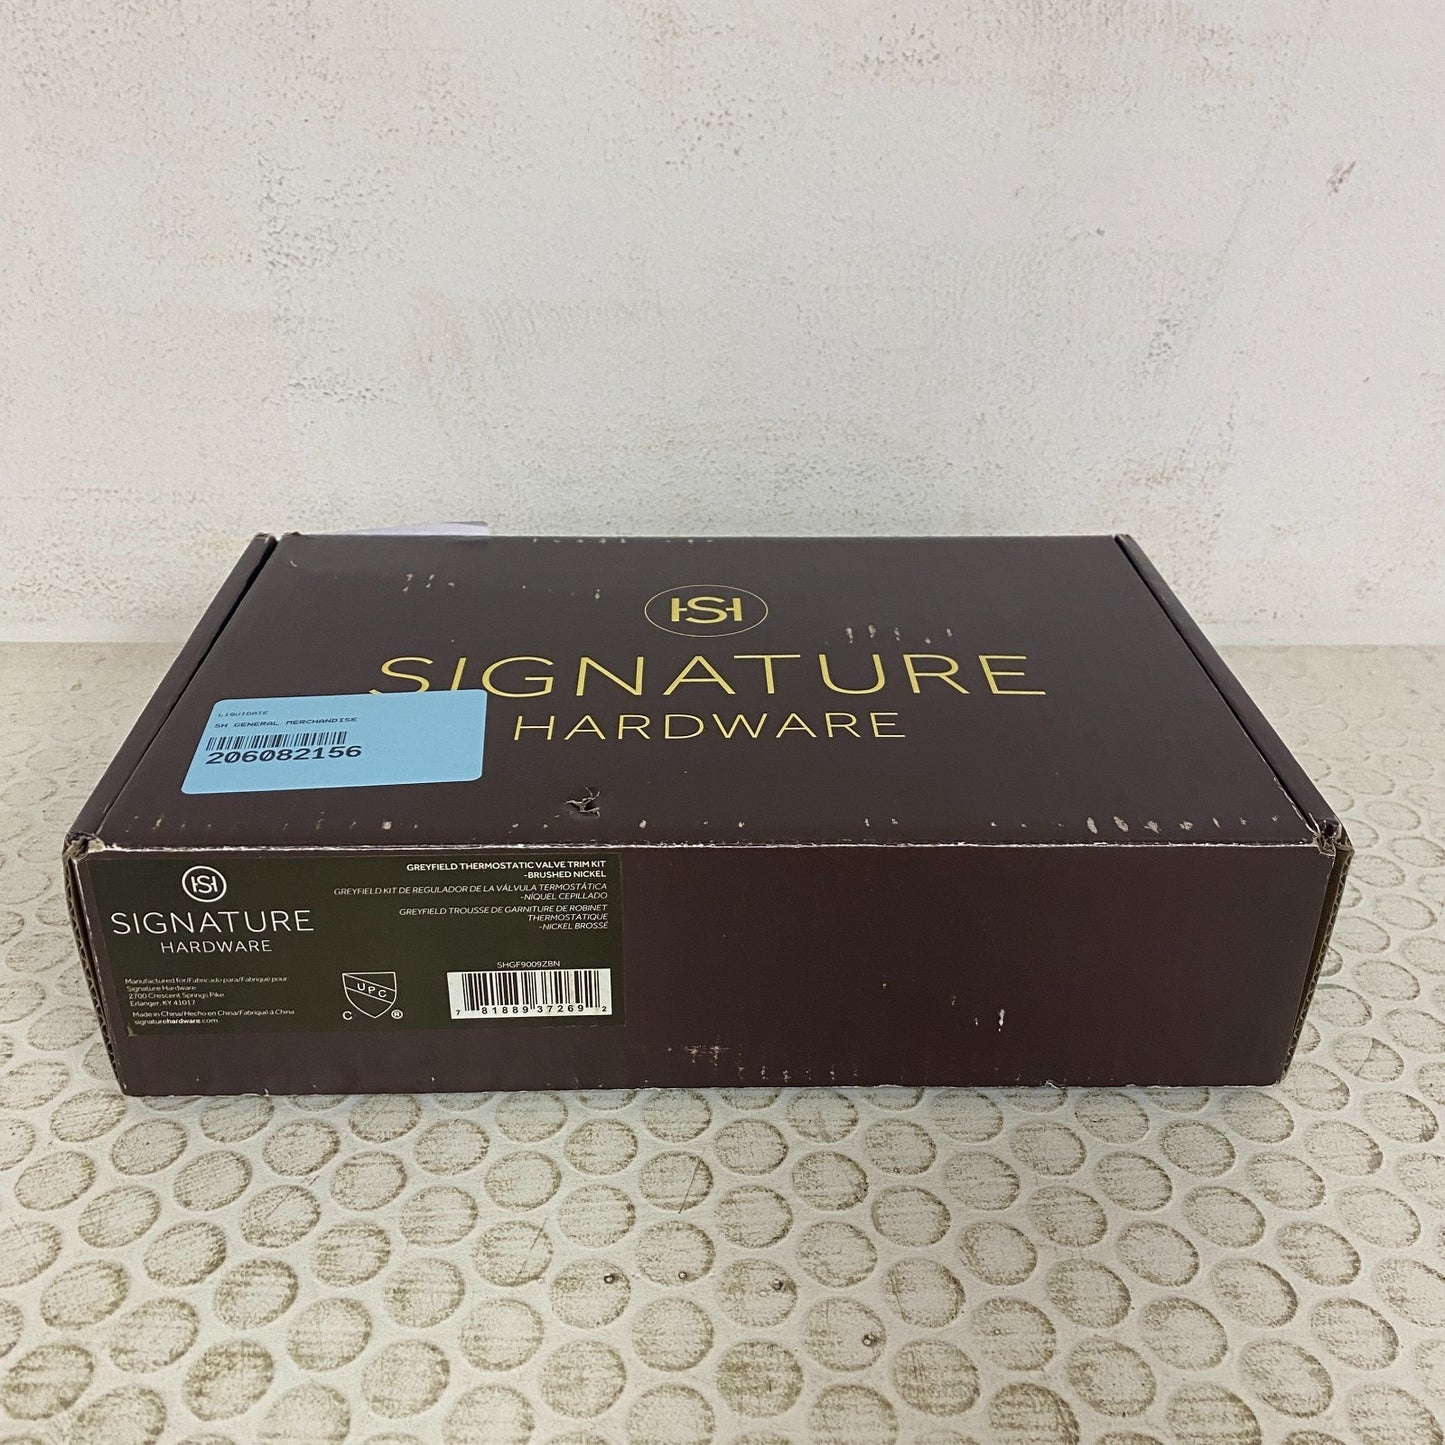 SH
SIGNATURE
HARDWARE
LIQUIDATE
SH GENERAL MERCHANDISE
206082156
SH
SIGNATURE
HARDWARE
GREYFIELD THERMOSTATIC VALVE TRIM KIT
-BRUSHED NICKEL
GREYFIELD KIT DE REGULADOR DE LA VÁLVULA TERMOSTÁTICA
-NÍQUEL CEPILLADO
GREYFIELD TROUSSE DE GARNITURE DE ROBINET
THERMOSTATIQUE
-NICKEL BROSSÉ
Manufactured for/Fabricado para/Fabriqué pour:
Signature Hardware
2700 Crescent Springs Pike
Erlanger, KY 41017
Made in China/Hecho en China/Fabriqué à China
signaturehardware.com
UPC
C ®
SHGF9009ZBN
7 81889 37269 2